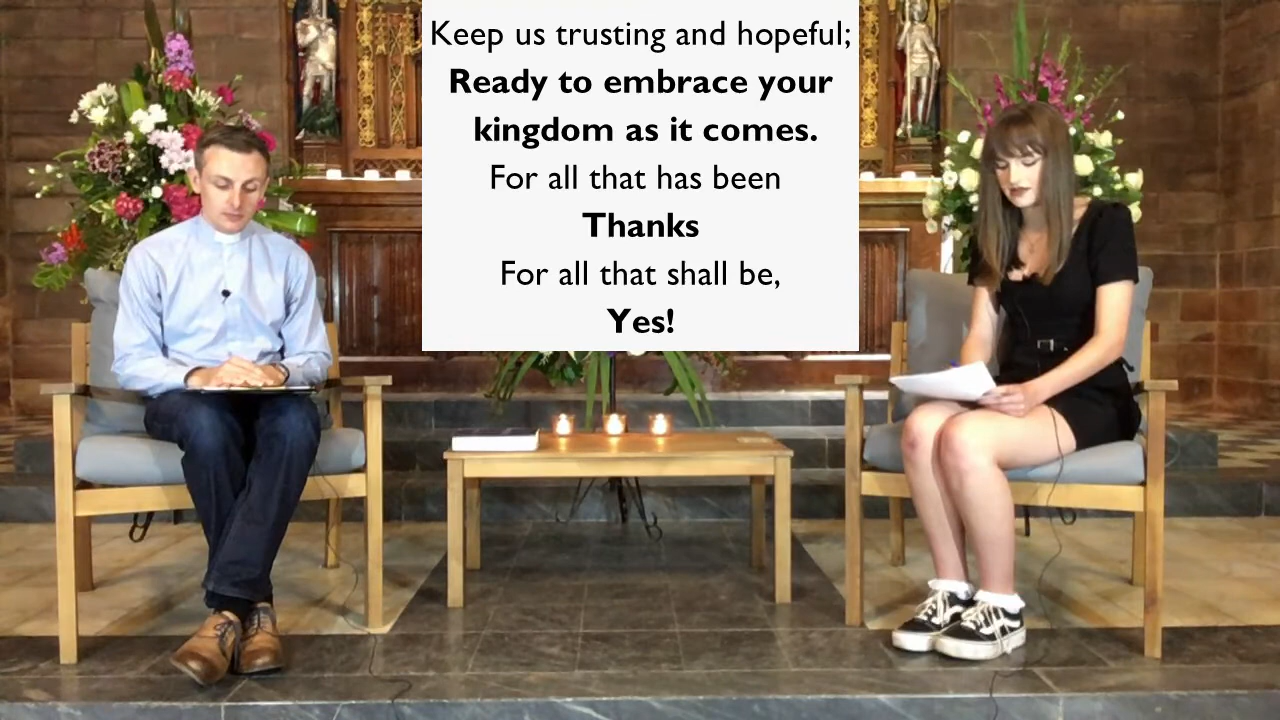 Keep us trusting and hopeful;
Ready to embrace your
kingdom as it comes.
For all that has been
Thanks
For all that shall be,
Yes!